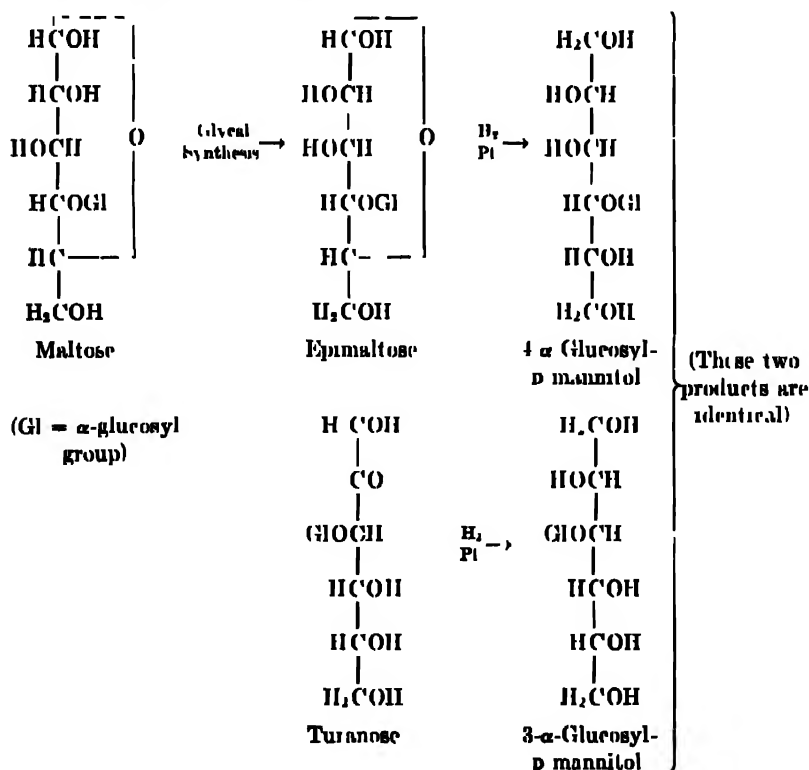 HCOH HCOH H₂COH
HCOH HOCH HOCH
HOCH O Glycal Synthesis → HOCH O H₂ Pt → HOCH
HCOGl HCOGl HCOGl
HC HC HCOH
H₂COH H₂COH H₂COH
Maltose Epimaltose 4 α Glucosyl-
D mannitol
(These two
products are
identical)
(Gl = α-glucosyl
group)
H COH H₂COH
CO HOCH
GlOCH H₂ Pt → GlOCH
HCOH HCOH
HCOH HCOH
H₂COH H₂COH
Turanose 3-α-Glucosyl-
D mannitol